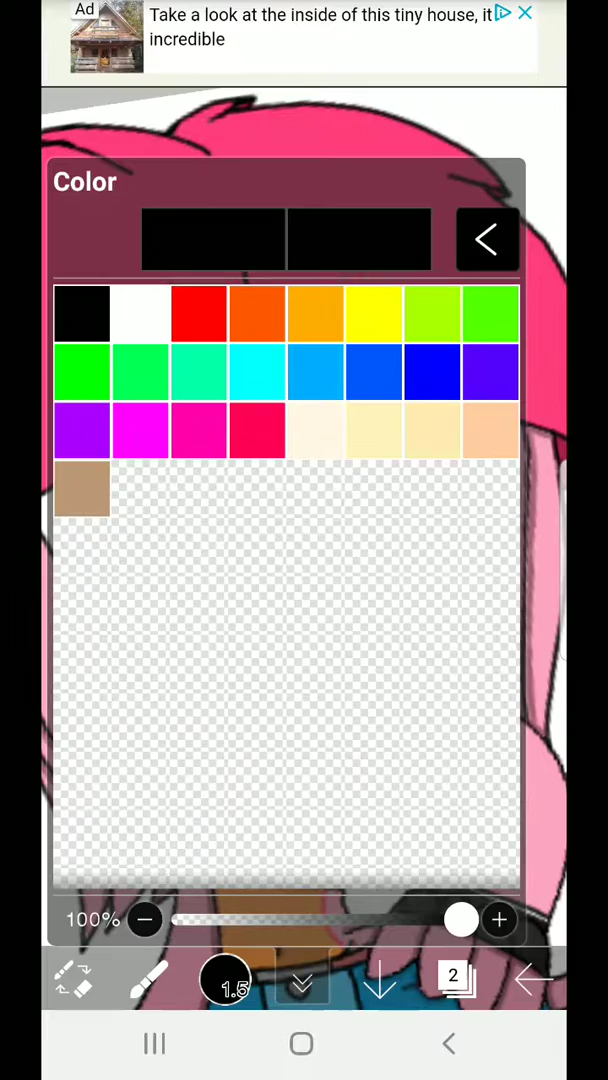 Ad
Take a look at the inside of this tiny house, it
incredible
Color
100%
1.5
2